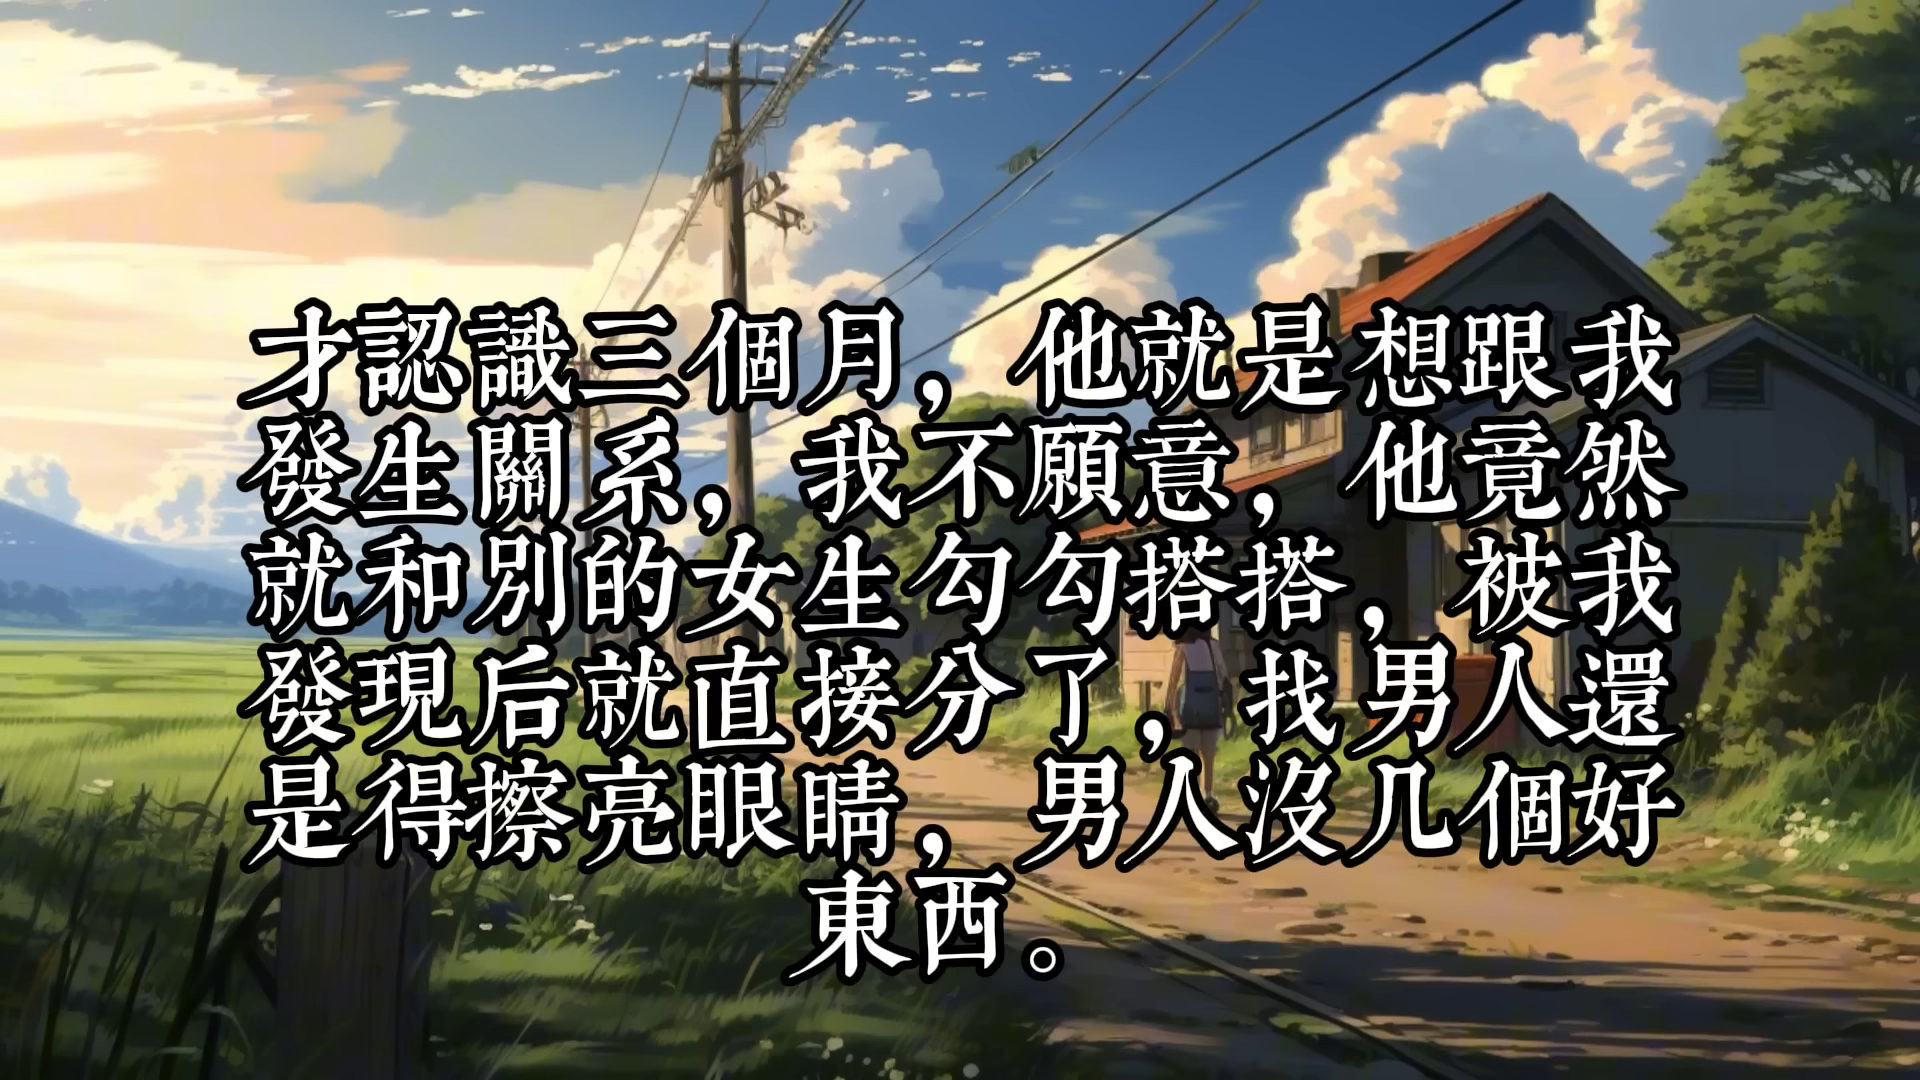 才認識三個月，他就是想跟我
發生關系，我不願意，他竟然
就和別的女生勾勾搭搭，被我
發現后就直接分了，找男人還
是得擦亮眼睛，男人沒几個好
東西。